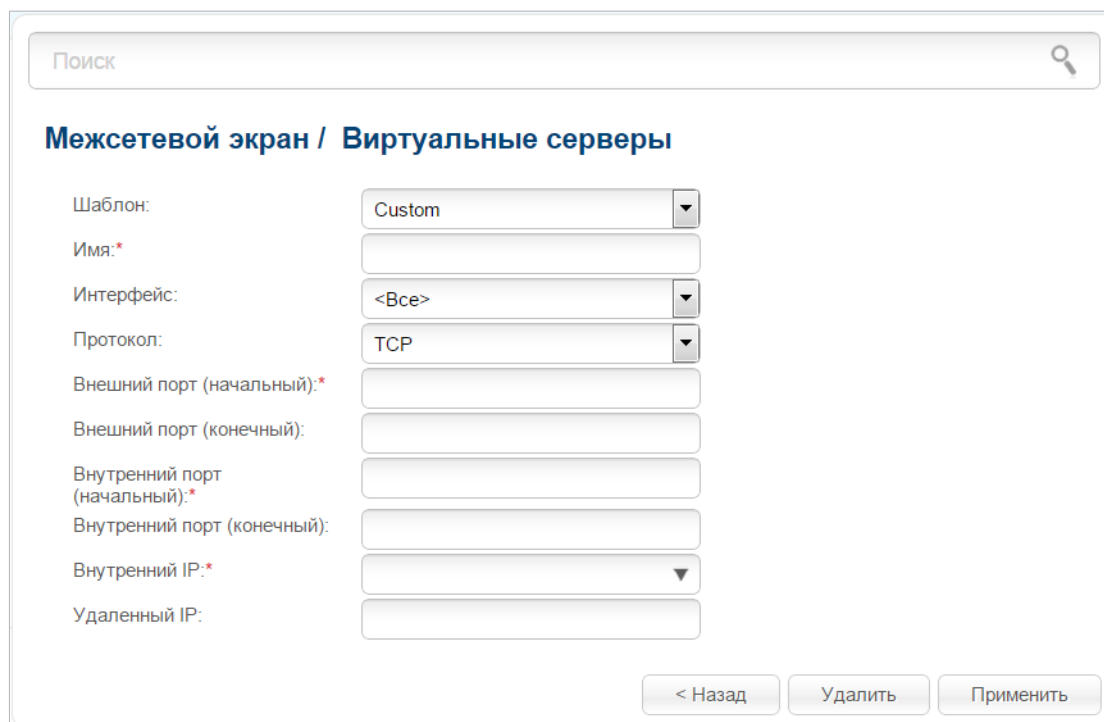 Поиск
Межсетевой экран / Виртуальные серверы
Шаблон:
Custom
Имя:*
Интерфейс:
<Все>
Протокол:
TCP
Внешний порт (начальный):*
Внешний порт (конечный):
Внутренний порт
(начальный):*
Внутренний порт (конечный):
Внутренний IP:*
Удаленный IP:
< Назад
Удалить
Применить